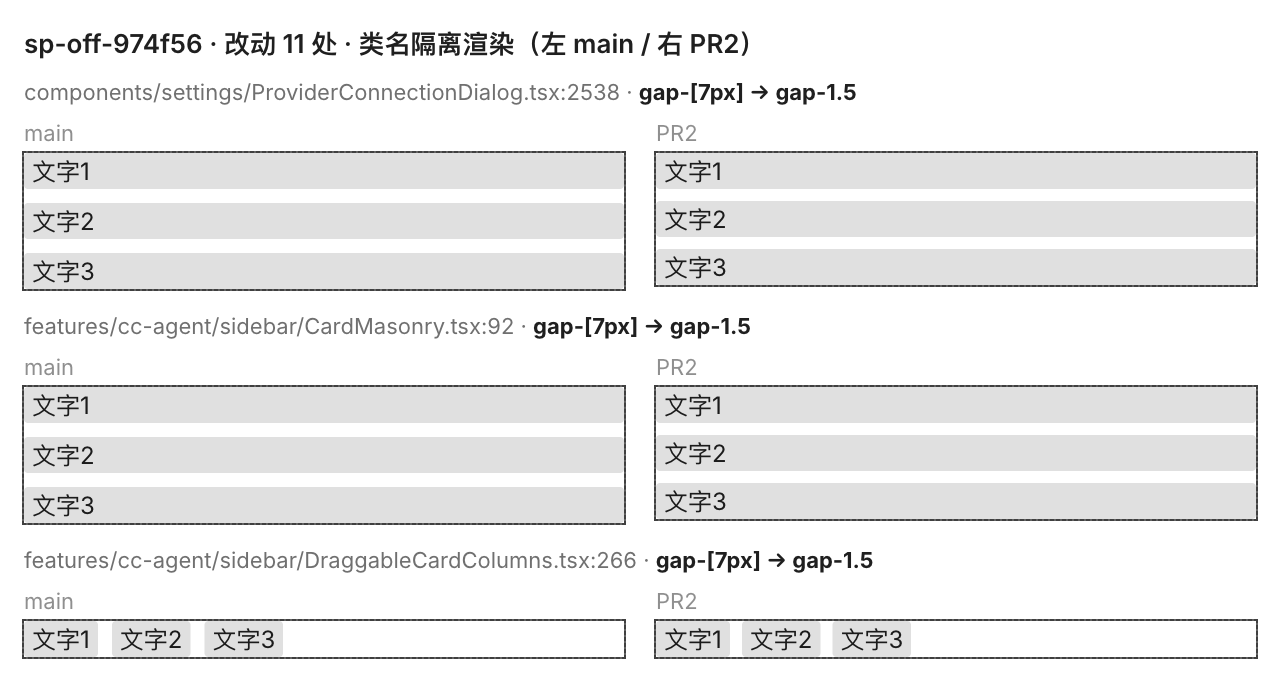 sp-off-974f56 · 改动 11 处 · 类名隔离渲染（左 main / 右 PR2）
components/settings/ProviderConnectionDialog.tsx:2538 · gap-[7px] → gap-1.5
main PR2
文字1 文字1
文字2 文字2
文字3 文字3
features/cc-agent/sidebar/CardMasonry.tsx:92 · gap-[7px] → gap-1.5
main PR2
文字1 文字1
文字2 文字2
文字3 文字3
features/cc-agent/sidebar/DraggableCardColumns.tsx:266 · gap-[7px] → gap-1.5
main PR2
文字1 文字2 文字3 文字1 文字2 文字3